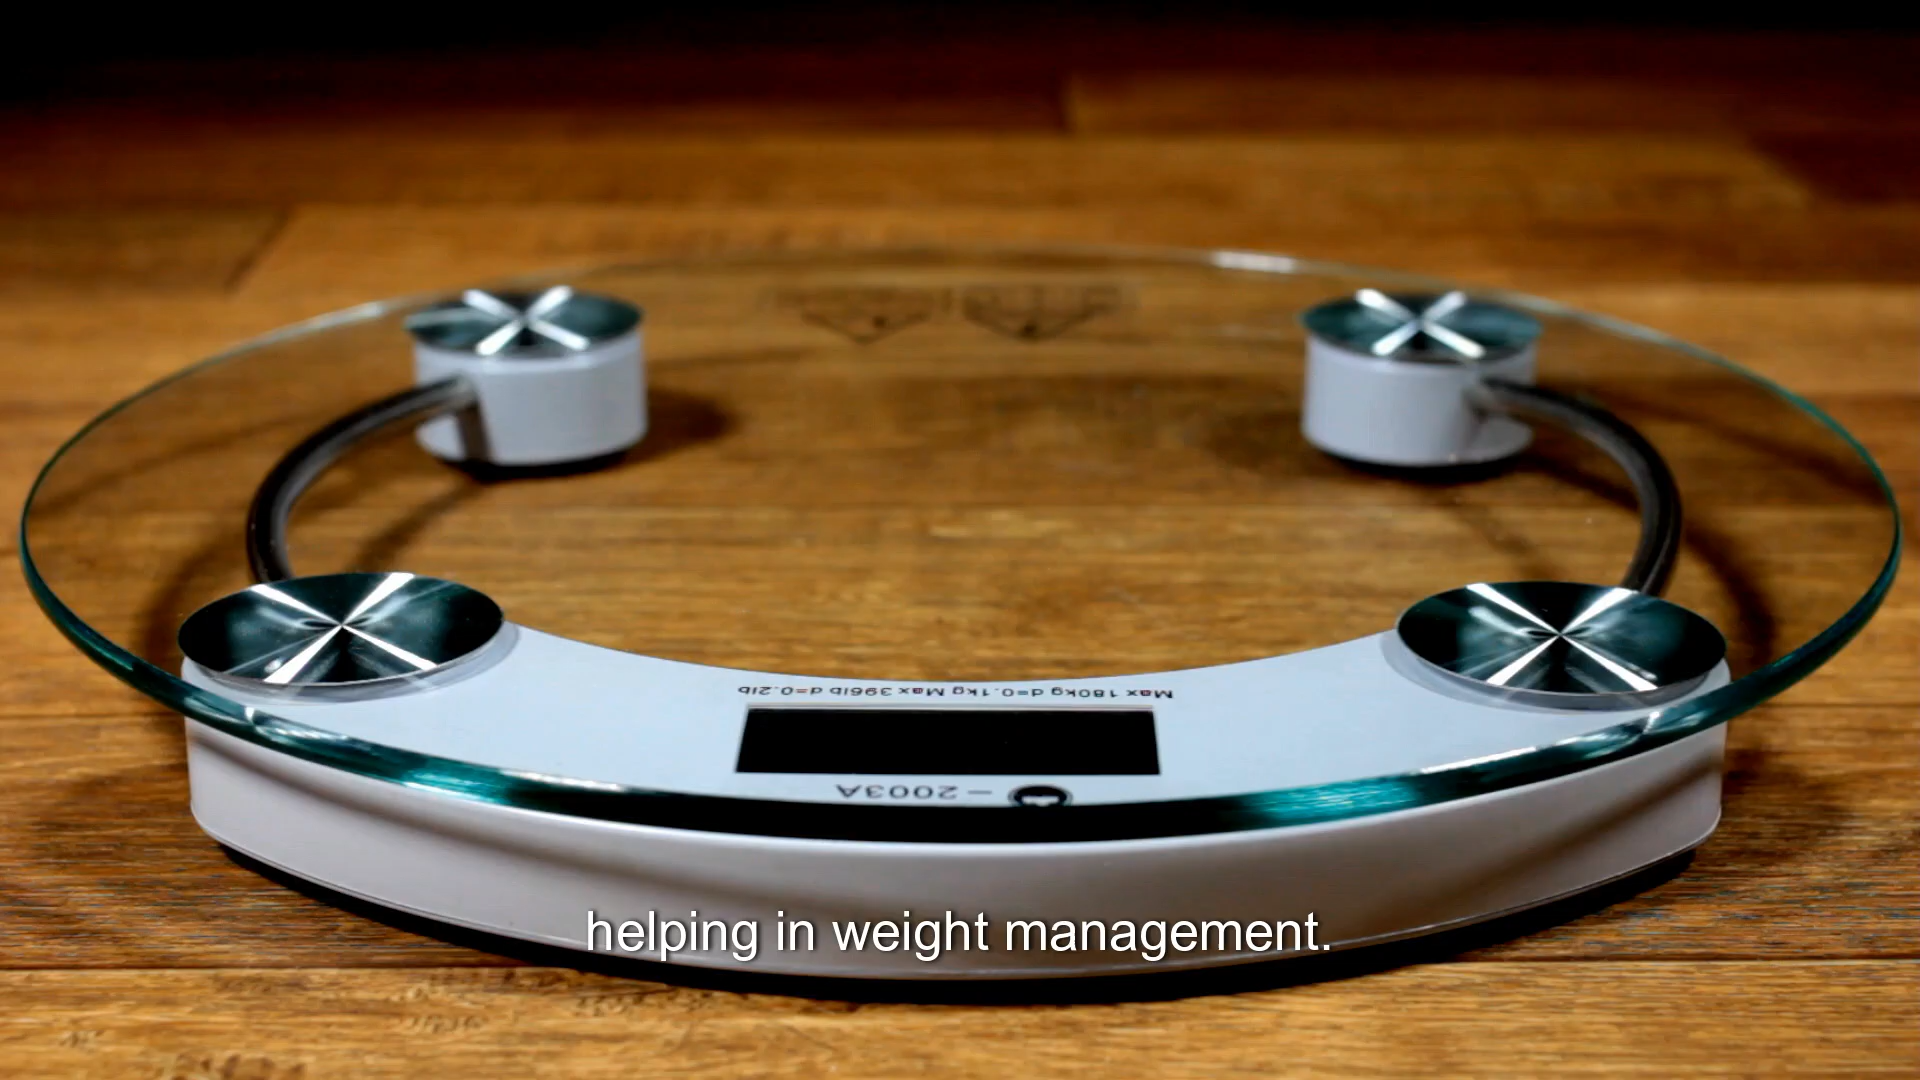 Max 180kg d=0.1kg Max 396lb d=0.2lb
— 2003A
helping in weight management.